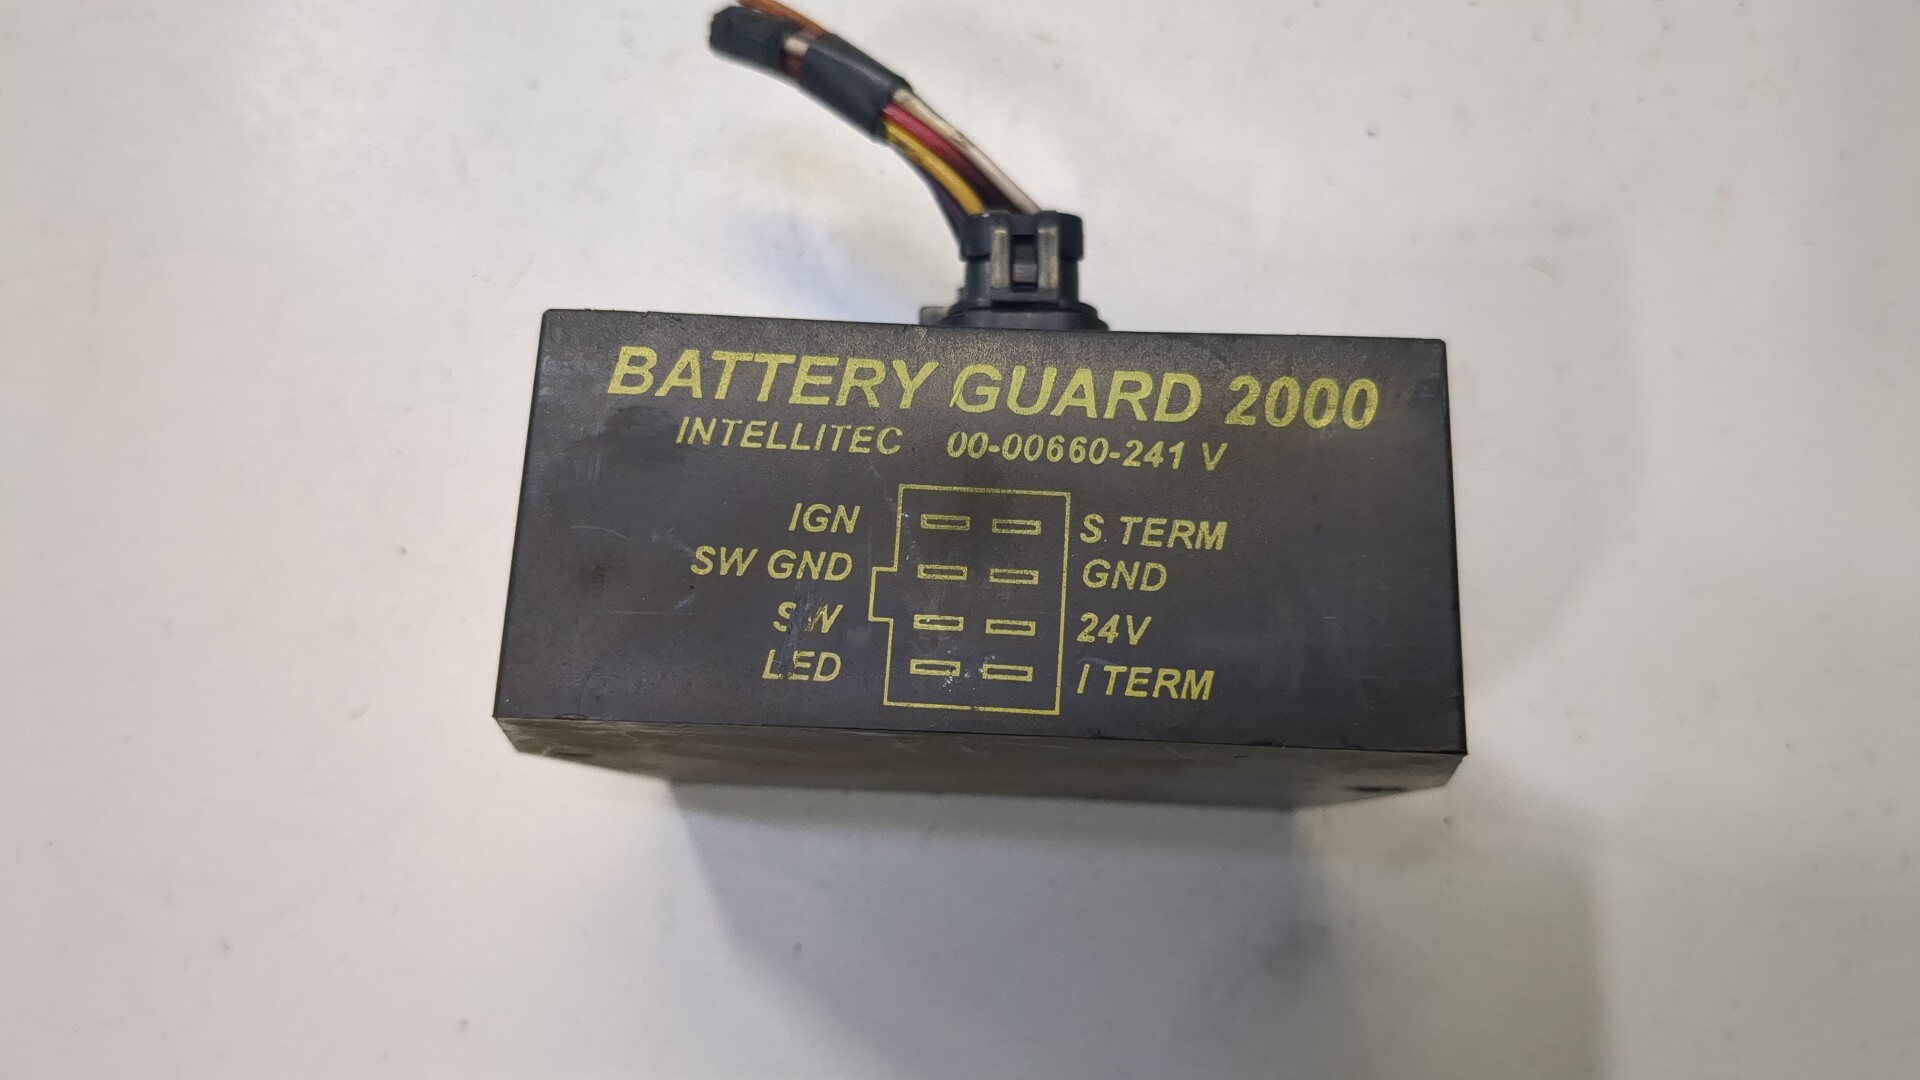 BATTERY GUARD 2000
INTELLITEC 00-00660-241 V
IGN S TERM
SW GND GND
SW 24V
LED I TERM